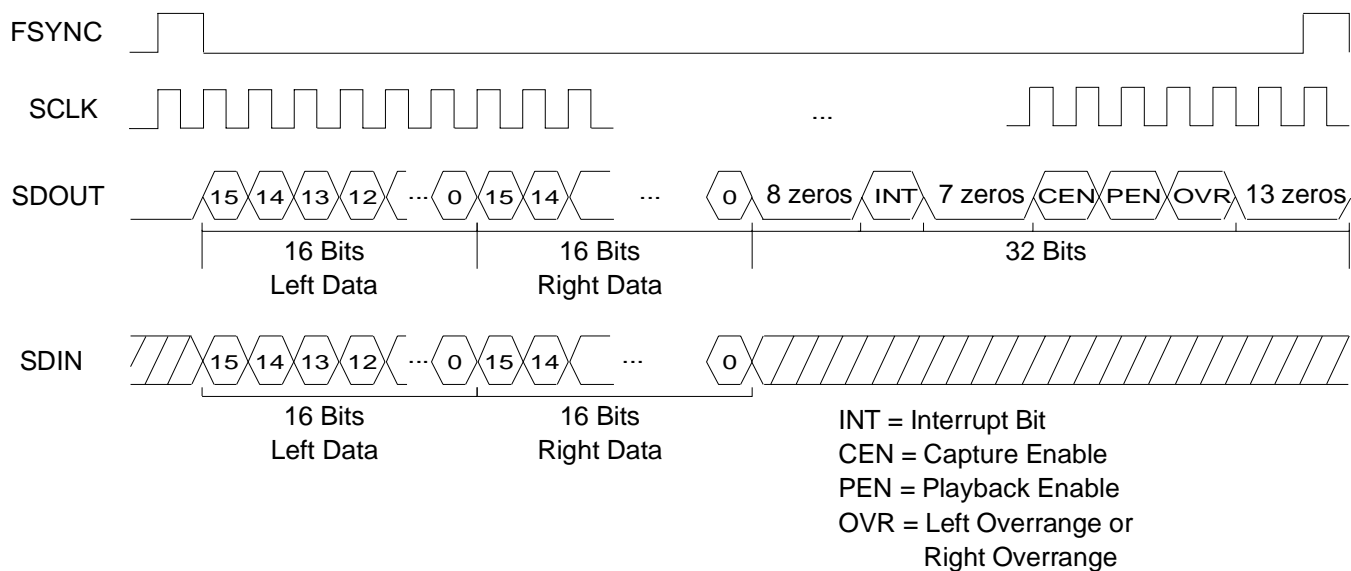 FSYNC
SCLK
...
SDOUT
15 14 13 12 ... 0 15 14 ... 0 8 zeros INT 7 zeros CEN PEN OVR 13 zeros
16 Bits
Left Data
16 Bits
Right Data
32 Bits
SDIN
15 14 13 12 ... 0 15 14 ... 0
16 Bits
Left Data
16 Bits
Right Data
INT = Interrupt Bit
CEN = Capture Enable
PEN = Playback Enable
OVR = Left Overrange or
Right Overrange